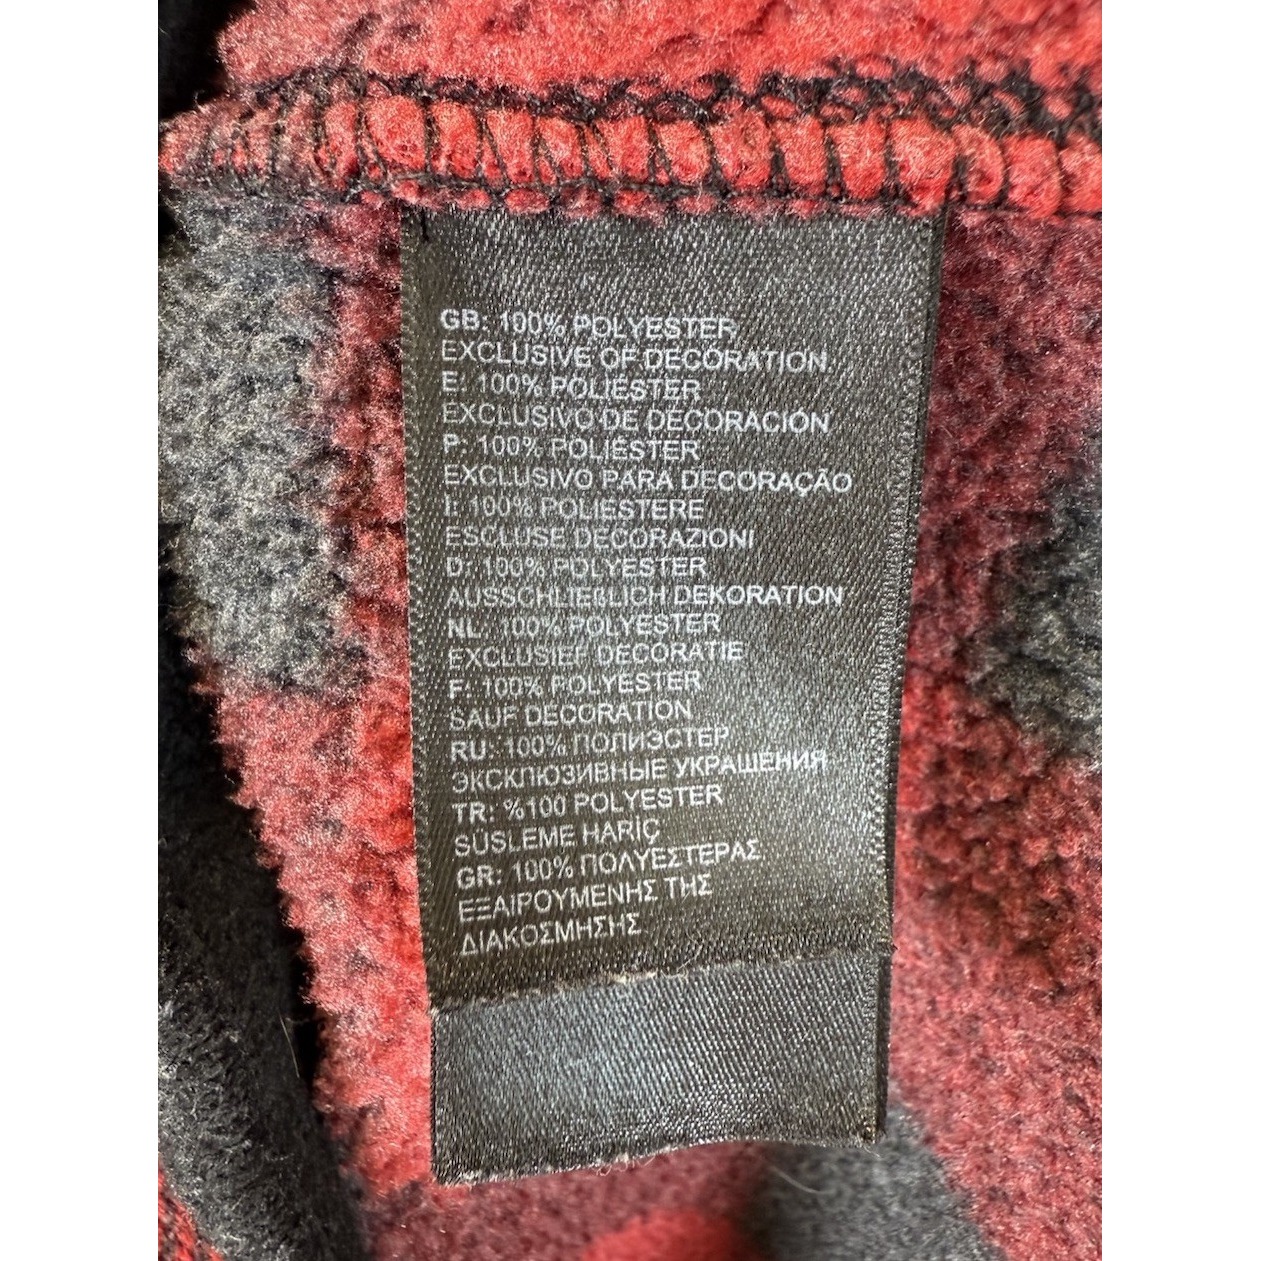 GB: 100% POLYESTER
EXCLUSIVE OF DECORATION.
E: 100% POLIÉSTER
EXCLUSIVO DE DECORACIÓN
P: 100% POLIÉSTER
EXCLUSIVO PARA DECORAÇÃO
I: 100% POLIESTERE
ESCLUSE DECORAZIONI
D: 100% POLYESTER
AUSSCHLIEßLICH DEKORATION
NL: 100% POLYESTER
EXCLUSIEF DECORATIE
F: 100% POLYESTER
SAUF DECORATION
RU: 100% ПОЛИЭСТЕР
ЭКСКЛЮЗИВНЫЕ УКРАШЕНИЯ
TR: %100 POLYESTER
SÜSLEME HARİÇ
GR: 100% ΠΟΛΥΕΣΤΕΡΑΣ
ΕΞΑΙΡΟΥΜΕΝΗΣ ΤΗΣ
ΔΙΑΚΟΣΜΗΣΗΣ